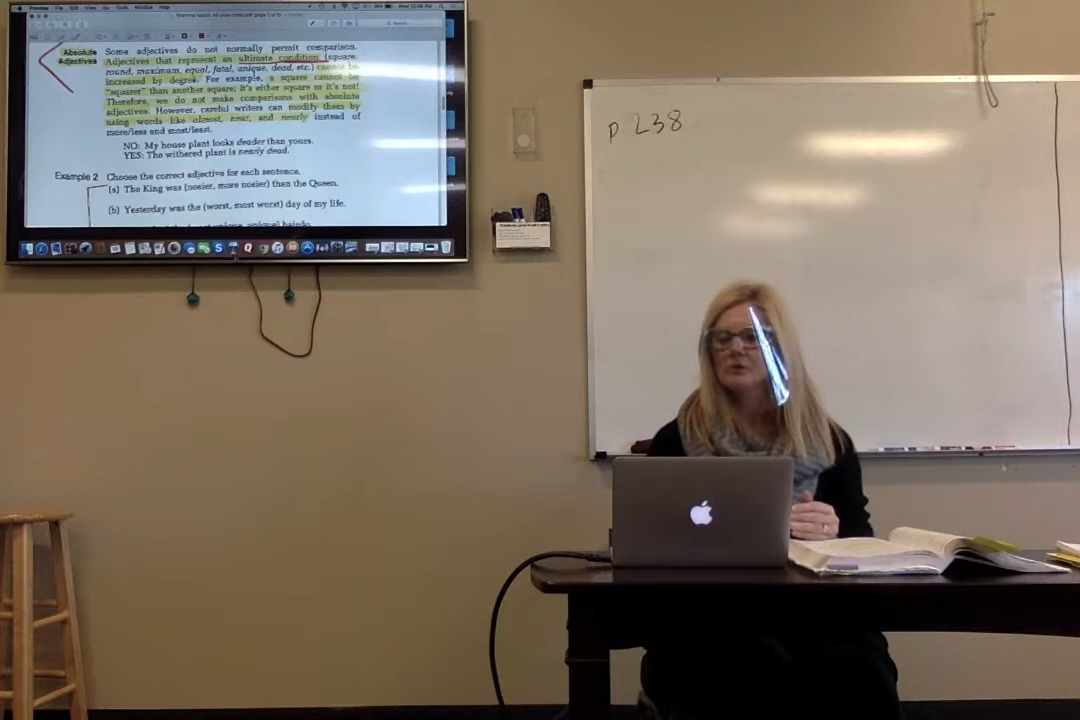 Absolute
Adjectives
Some adjectives do not normally permit comparison.
Adjectives that represent an ultimate condition (square,
round, maximum, equal, fatal, unique, dead, etc.) cannot be
increased by degree. For example, a square cannot be
"squarer" than another square; it's either square or it's not!
Therefore, we do not make comparisons with absolute
adjectives. However, careful writers can modify them by
using words like almost, near, and nearly instead of
more/less and most/least.
NO: My house plant looks deader than yours.
YES: The withered plant is nearly dead.
Example 2 Choose the correct adjective for each sentence.
(a) The King was (nosier, more nosier) than the Queen.
(b) Yesterday was the (worst, most worst) day of my life.
unique) hairdo.
p 238